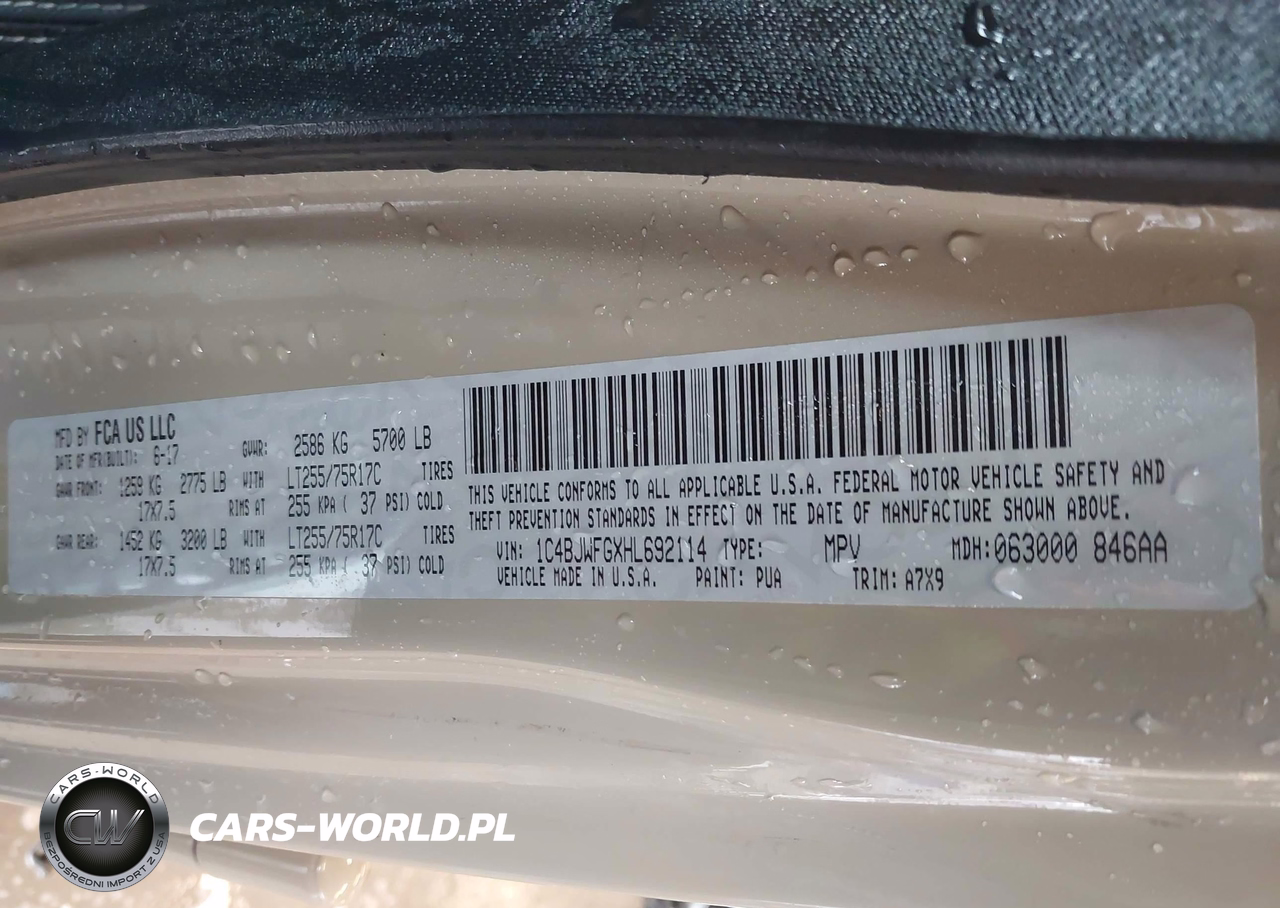 MFD BY FCA US LLC
DATE OF MFR(BUILT): 6-17 GVWR: 2586 KG 5700 LB
GAWR FRONT: 1259 KG 2775 LB WITH LT255/75R17C TIRES
17X7.5 RIMS AT 255 KPA ( 37 PSI) COLD
GAWR REAR: 1452 KG 3200 LB WITH LT255/75R17C TIRES
17X7.5 RIMS AT 255 KPA ( 37 PSI) COLD
THIS VEHICLE CONFORMS TO ALL APPLICABLE U.S.A. FEDERAL MOTOR VEHICLE SAFETY AND
THEFT PREVENTION STANDARDS IN EFFECT ON THE DATE OF MANUFACTURE SHOWN ABOVE.
VIN: 1C4BJWFGXHL692114 TYPE: MPV MDH:063000 846AA
VEHICLE MADE IN U.S.A. PAINT: PUA TRIM: A7X9
CARS-WORLD
CW
BEZPOŚREDNI IMPORT Z USA
CARS-WORLD.PL